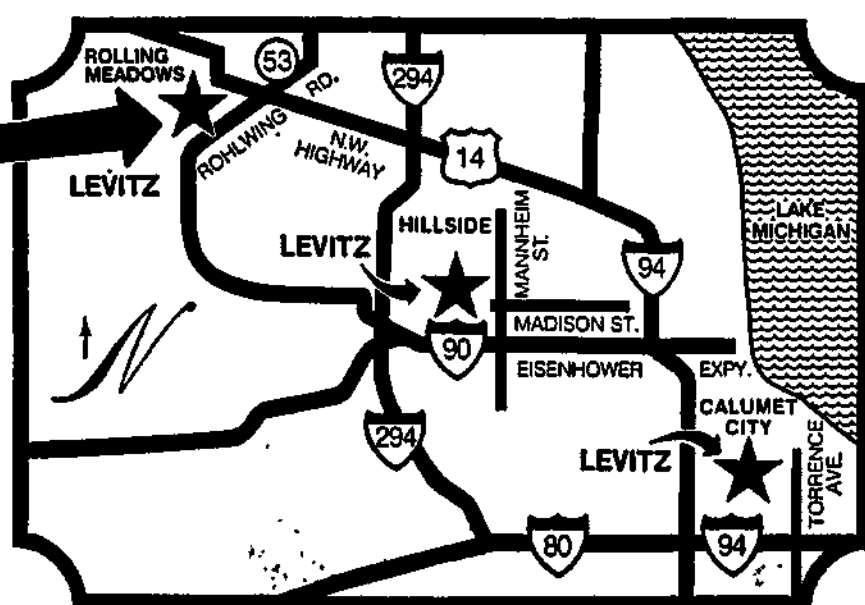 ROLLING
MEADOWS
53
294
RD.
ROHLWING
N.W.
HIGHWAY
14
LEVITZ
HILLSIDE
MANNHEIM
ST.
LAKE
MICHIGAN
LEVITZ
94
MADISON ST.
90
EISENHOWER
EXPY.
N
CALUMET
CITY
294
LEVITZ
TORRENCE
AVE.
80
94